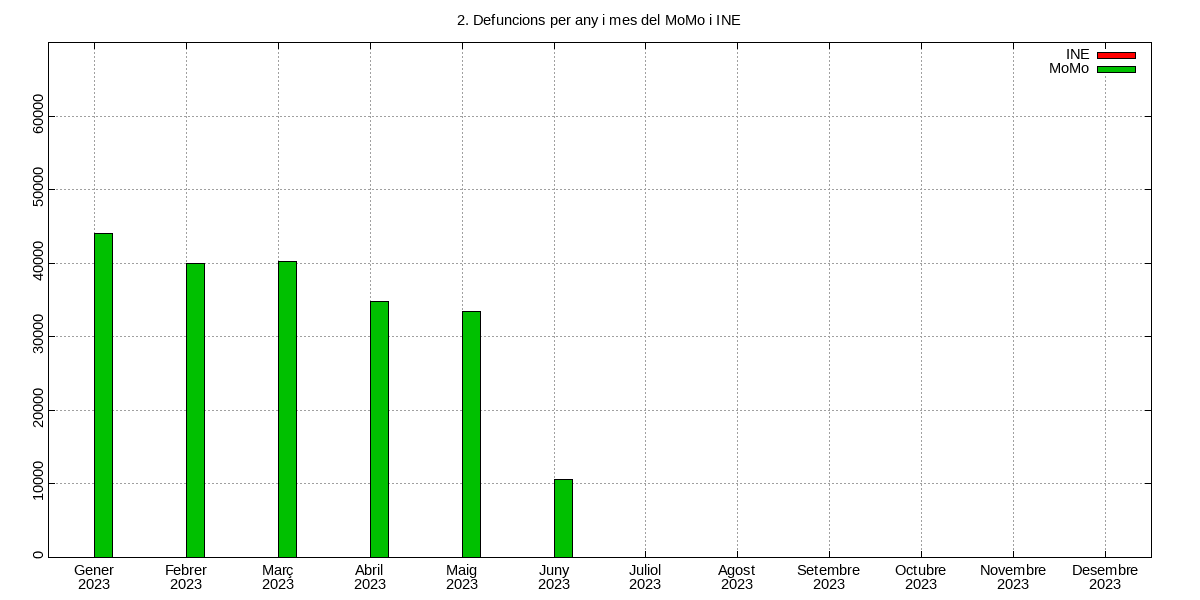 2. Defuncions per any i mes del MoMo i INE
INE
MoMo
60000
50000
40000
30000
20000
10000
0
Gener Febrer Març Abril Maig Juny Juliol Agost Setembre Octubre Novembre Desembre
2023 2023 2023 2023 2023 2023 2023 2023 2023 2023 2023 2023